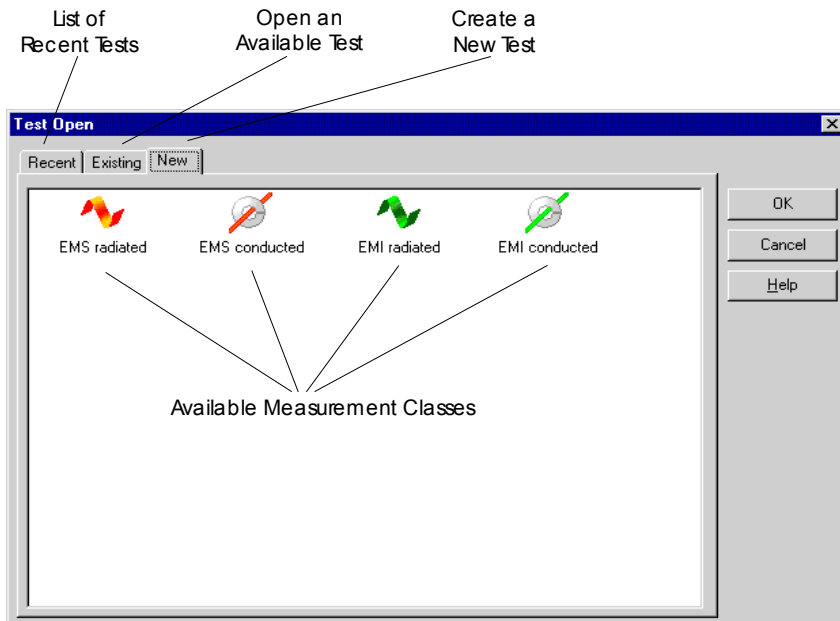 List of
Recent Tests
Open an
Available Test
Create a
New Test
Test Open
Recent
Existing
New
EMS radiated
EMS conducted
EMI radiated
EMI conducted
OK
Cancel
Help
Available Measurement Classes